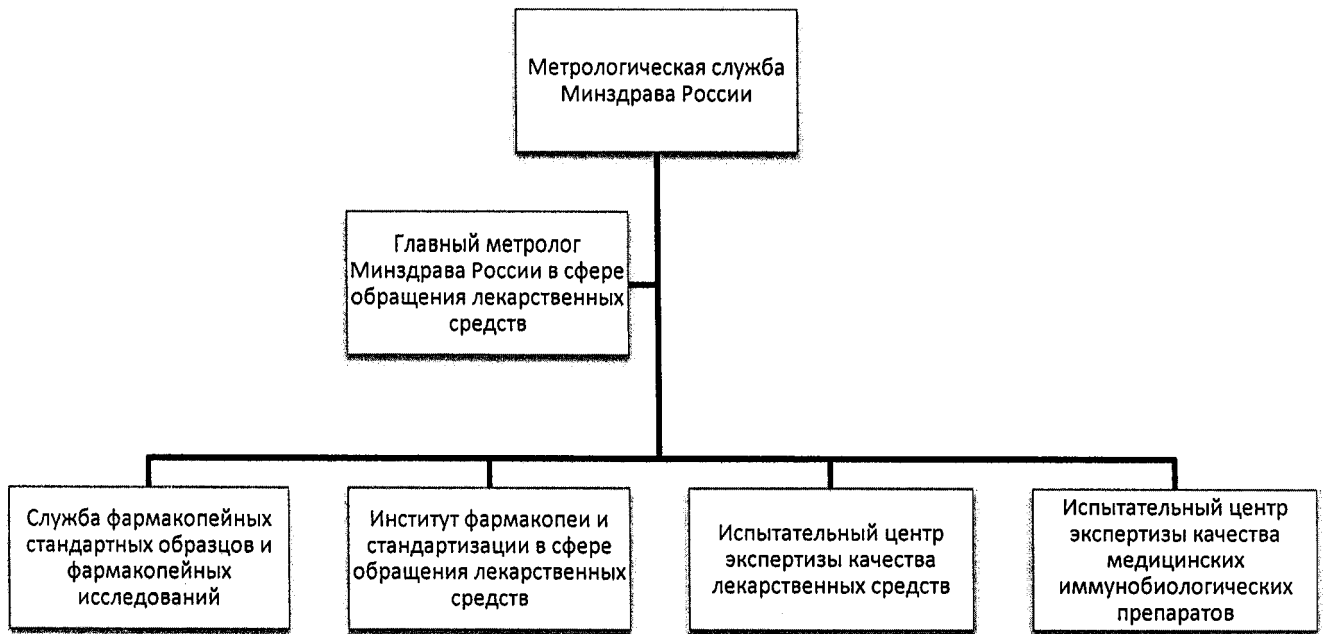 Метрологическая служба
Минздрава России
Главный метролог
Минздрава России в сфере
обращения лекарственных
средств
Служба фармакопейных
стандартных образцов и
фармакопейных
исследований
Институт фармакопеи и
стандартизации в сфере
обращения лекарственных
средств
Испытательный центр
экспертизы качества
лекарственных средств
Испытательный центр
экспертизы качества
медицинских
иммунобиологических
препаратов